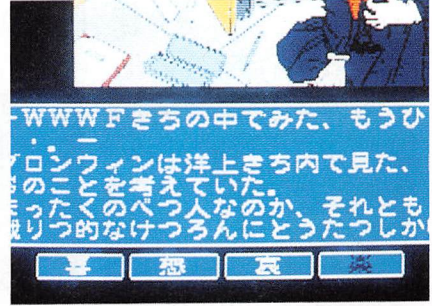 WWWFきちの中でみた、もうひ
ブロンウィンは洋上きち内で見た、
のことを考えていた。
まったくのべつ人なのか、それとも
戦りつ的なけつろんにとうたつしか
喜 怒 哀 楽